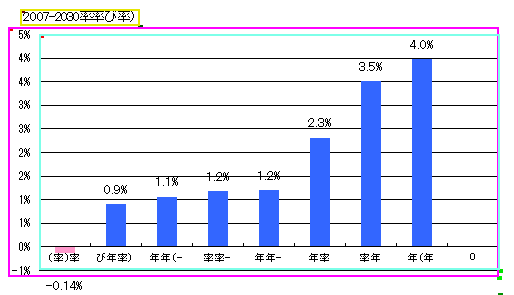 2007-2030年率び率)
5%
4%
4%
3%
3%
2%
2%
1%
1%
0%
-1%
0.9%
1.1%
1.2%
1.2%
2.3%
3.5%
4.0%
(率)率
び年率)
年年(-
率率-
年年-
年率
率年
年(年
0
-0.14%